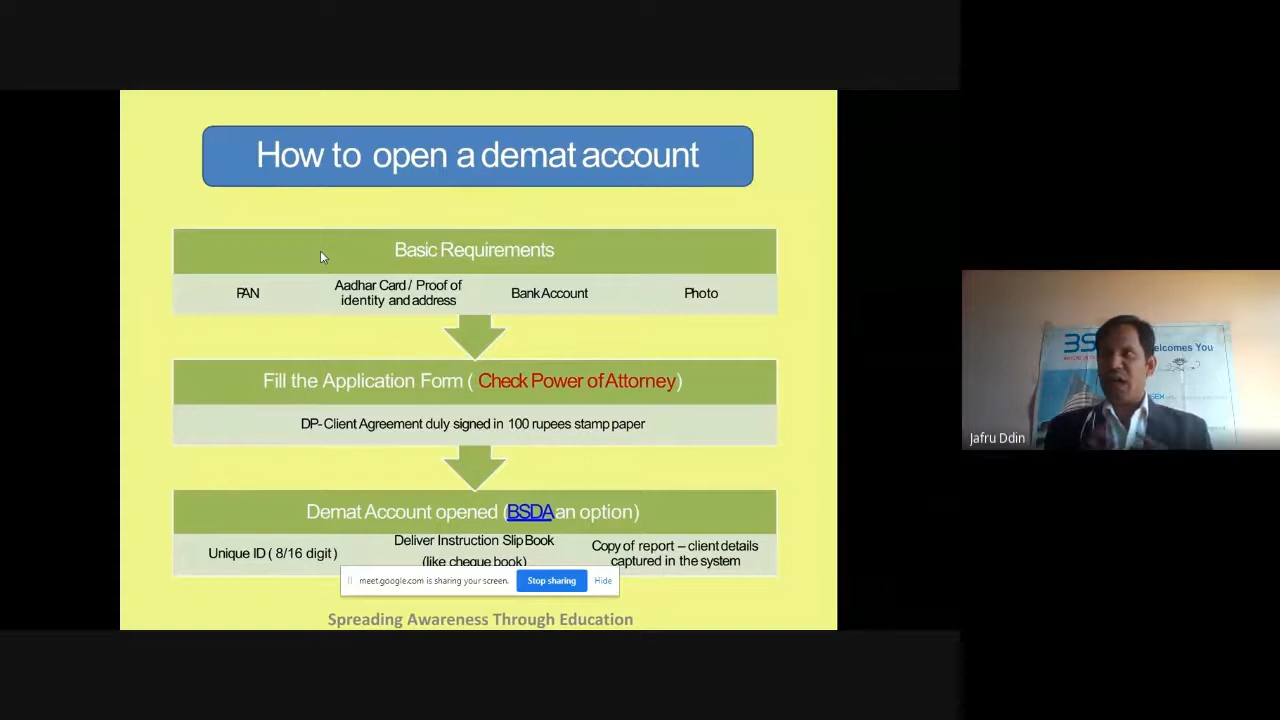 How to open a demat account
Basic Requirements
PAN
Aadhar Card / Proof of
identity and address
Bank Account
Photo
Fill the Application Form ( Check Power of Attorney)
DP- Client Agreement duly signed in 100 rupees stamp paper
Demat Account opened (BSDA an option)
Unique ID ( 8/16 digit )
Deliver Instruction Slip Book
(like cheque book)
Copy of report – client details
captured in the system
meet.google.com is sharing your screen.
Stop sharing
Hide
Spreading Awareness Through Education
elcomes You
Jafru Ddin